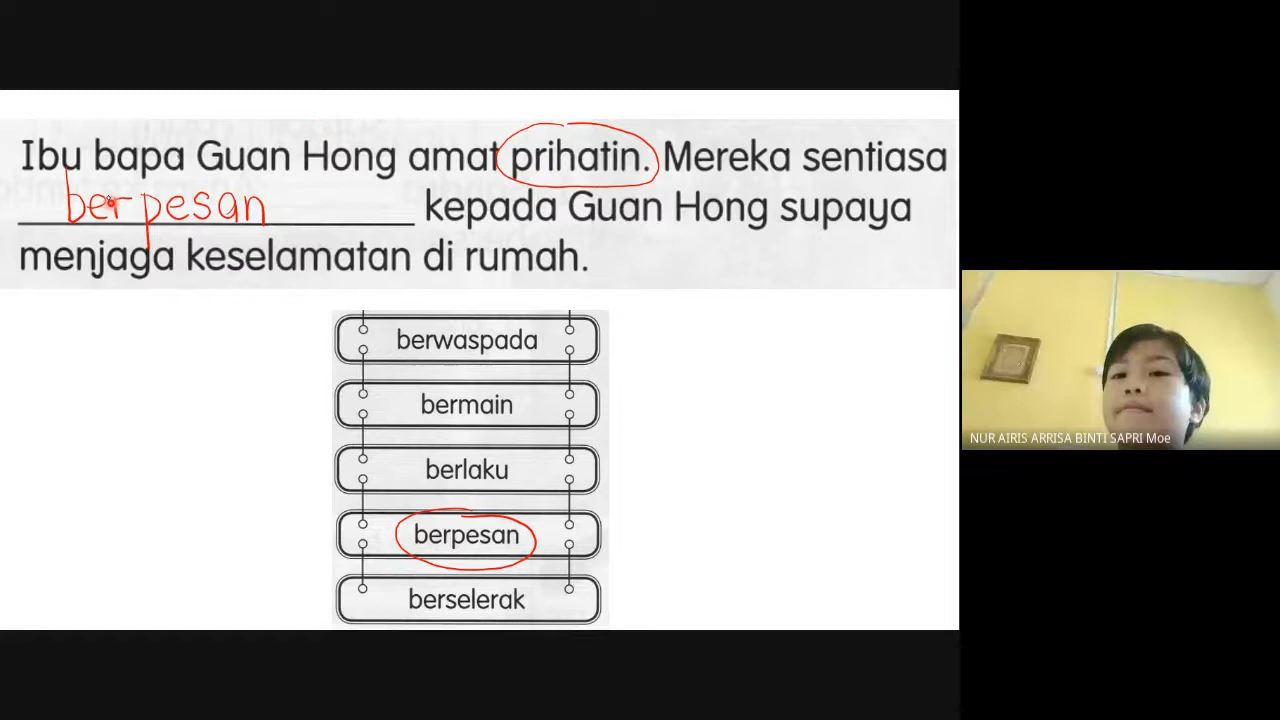 Ibu bapa Guan Hong amat prihatin. Mereka sentiasa
berpesan kepada Guan Hong supaya
menjaga keselamatan di rumah.
berwaspada
bermain
berlaku
berpesan
berselerak
NUR AIRIS ARRISA BINTI SAPRI Moe